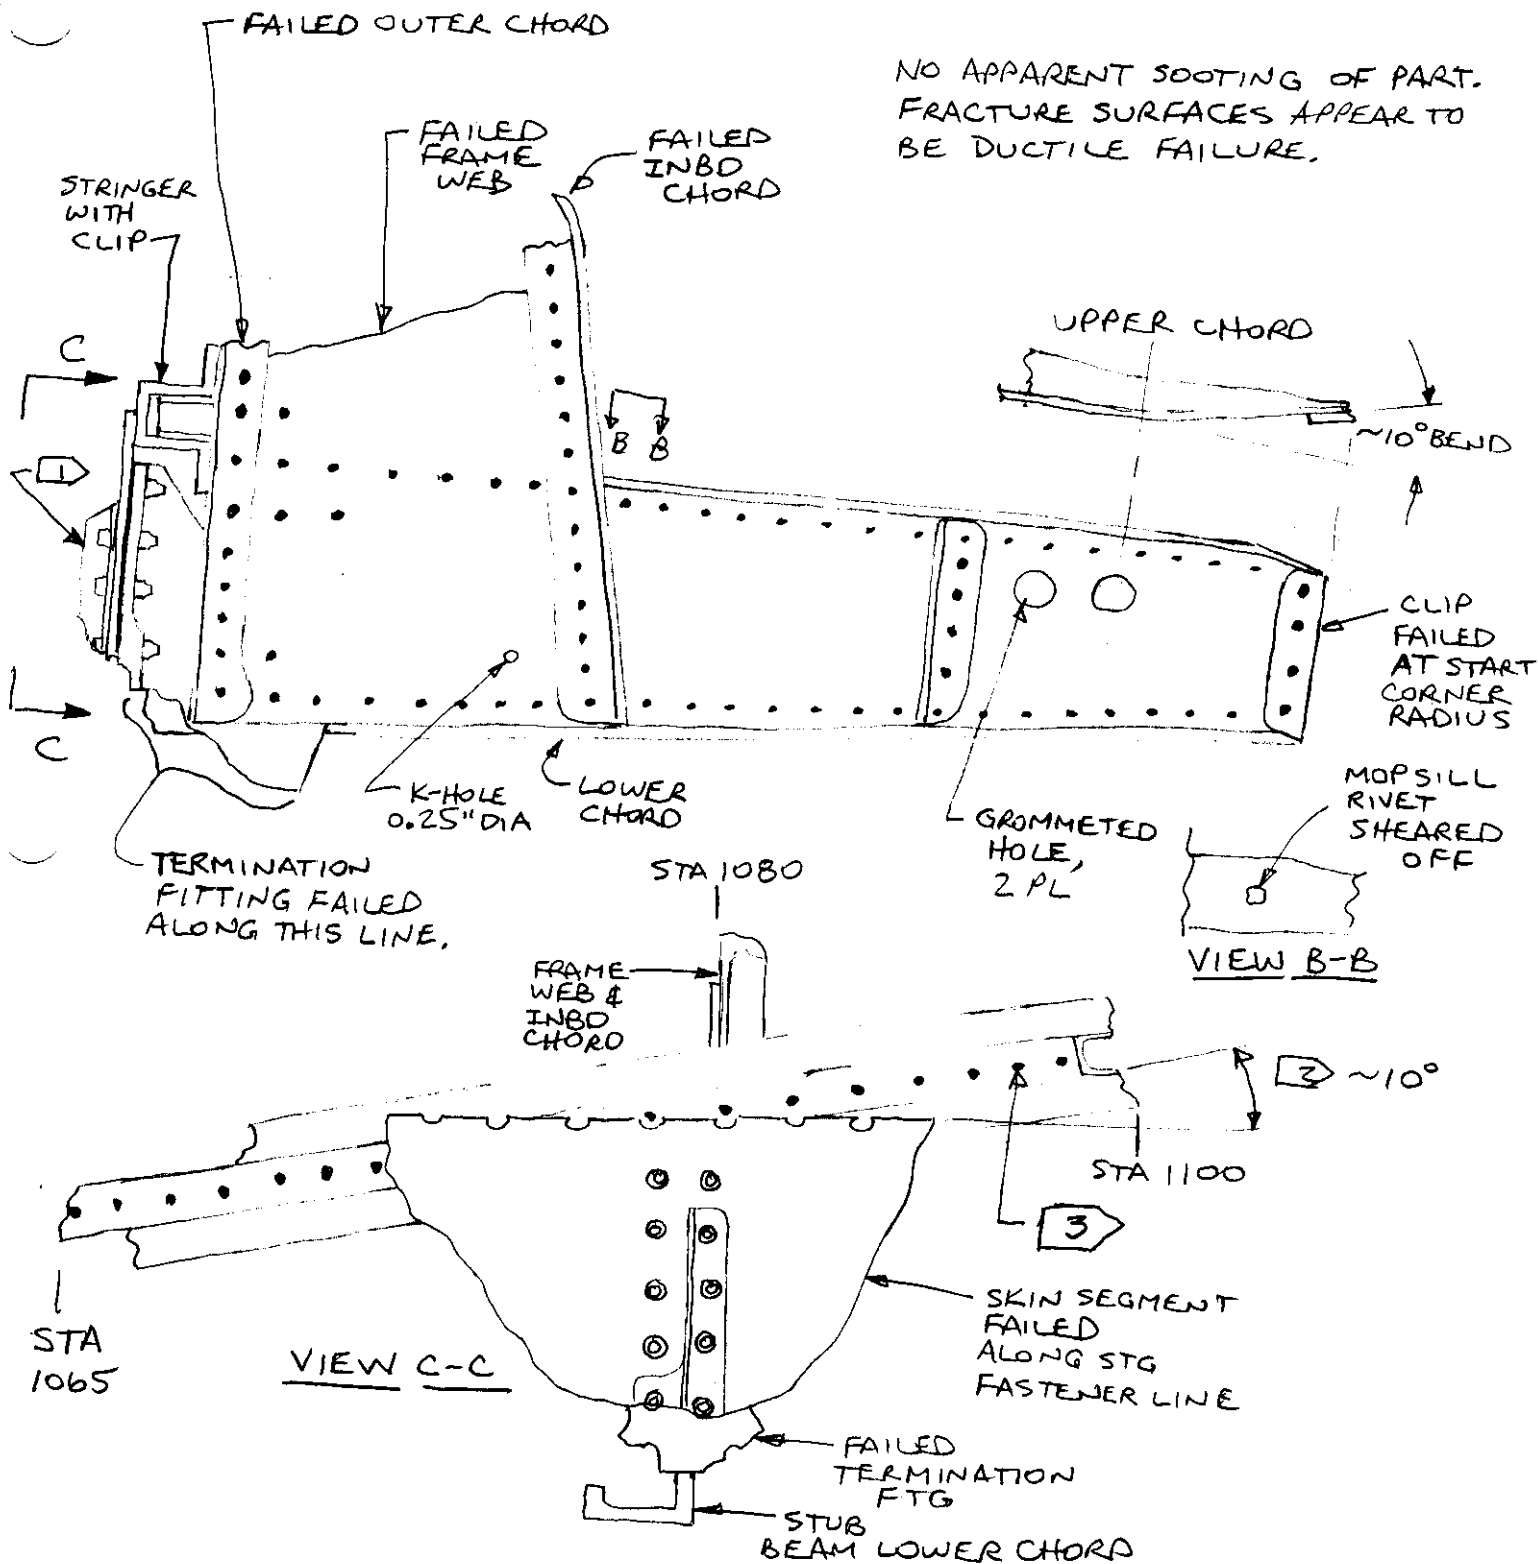 FAILED OUTER CHORD
NO APPARENT SOOTING OF PART.
FRACTURE SURFACES APPEAR TO
BE DUCTILE FAILURE.
FAILED
FRAME
WEB
FAILED
INBD
CHORD
STRINGER
WITH
CLIP
C
1
B B
UPPER CHORD
~10° BEND
CLIP
FAILED
AT START
CORNER
RADIUS
C
K-HOLE
0.25" DIA
LOWER
CHORD
GROMMETED
HOLE,
2 PL
MOPSILL
RIVET
SHEARED
OFF
VIEW B-B
TERMINATION
FITTING FAILED
ALONG THIS LINE.
STA 1080
FRAME
WEB &
INBD
CHORD
2 ~10°
STA 1100
3
STA
1065
VIEW C-C
SKIN SEGMENT
FAILED
ALONG STG
FASTENER LINE
FAILED
TERMINATION
FTG
STUB
BEAM LOWER CHORD